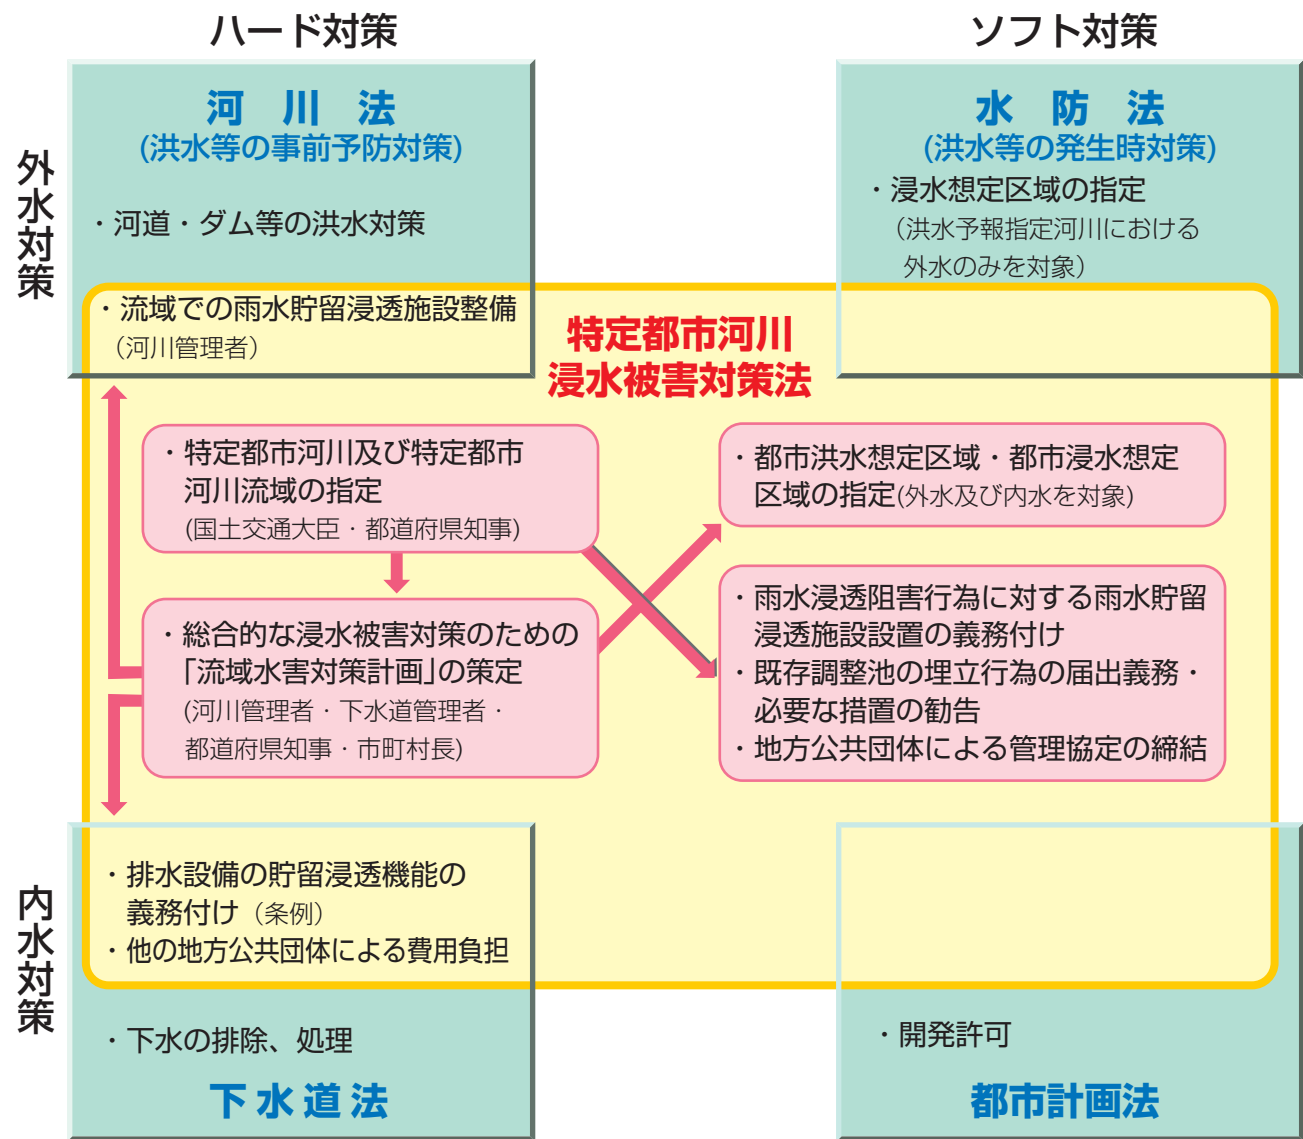 ハード対策
ソフト対策
外水対策
河川法
(洪水等の事前予防対策)
・河道・ダム等の洪水対策
・流域での雨水貯留浸透施設整備
（河川管理者）
水防法
(洪水等の発生時対策)
・浸水想定区域の指定
（洪水予報指定河川における
外水のみを対象）
特定都市河川
浸水被害対策法
・特定都市河川及び特定都市
河川流域の指定
(国土交通大臣・都道府県知事)
・総合的な浸水被害対策のための
「流域水害対策計画」の策定
(河川管理者・下水道管理者・
都道府県知事・市町村長)
・都市洪水想定区域・都市浸水想定
区域の指定(外水及び内水を対象)
・雨水浸透阻害行為に対する雨水貯留
浸透施設設置の義務付け
・既存調整池の埋立行為の届出義務・
必要な措置の勧告
・地方公共団体による管理協定の締結
内水対策
・排水設備の貯留浸透機能の
義務付け（条例）
・他の地方公共団体による費用負担
・下水の排除、処理
下水道法
・開発許可
都市計画法